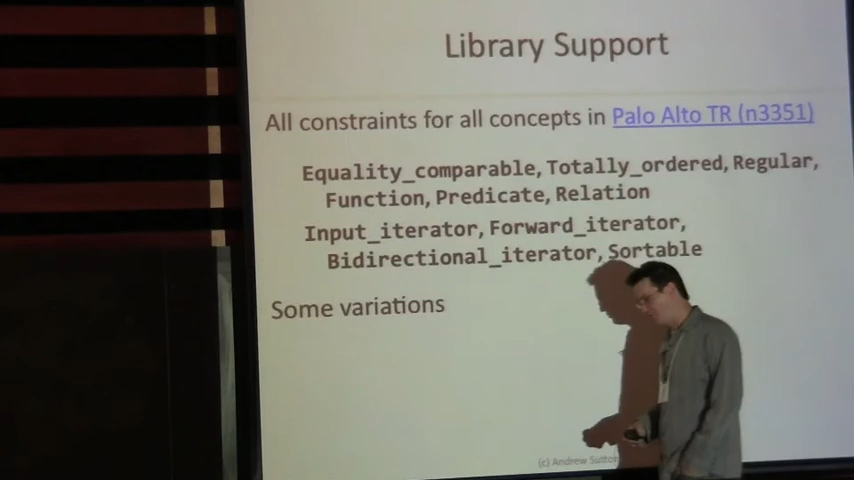 Library Support
All constraints for all concepts in Palo Alto TR (n3351)
Equality_comparable, Totally_ordered, Regular,
Function, Predicate, Relation
Input_iterator, Forward_iterator,
Bidirectional_iterator, Sortable
Some variations
(c) Andrew Sutton